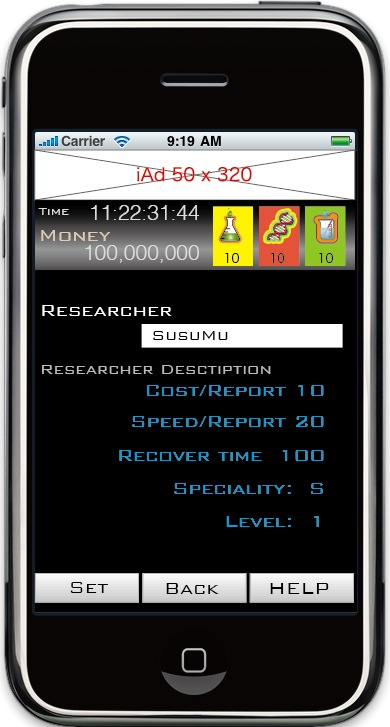 Carrier 9:19 AM
iAd 50 x 320
Time 11:22:31:44
Money
100,000,000
10 10 10
Researcher
SusuMu
Researcher Desctiption
Cost/Report 10
Speed/Report 20
Recover time 100
Speciality: S
Level: 1
Set Back HELP